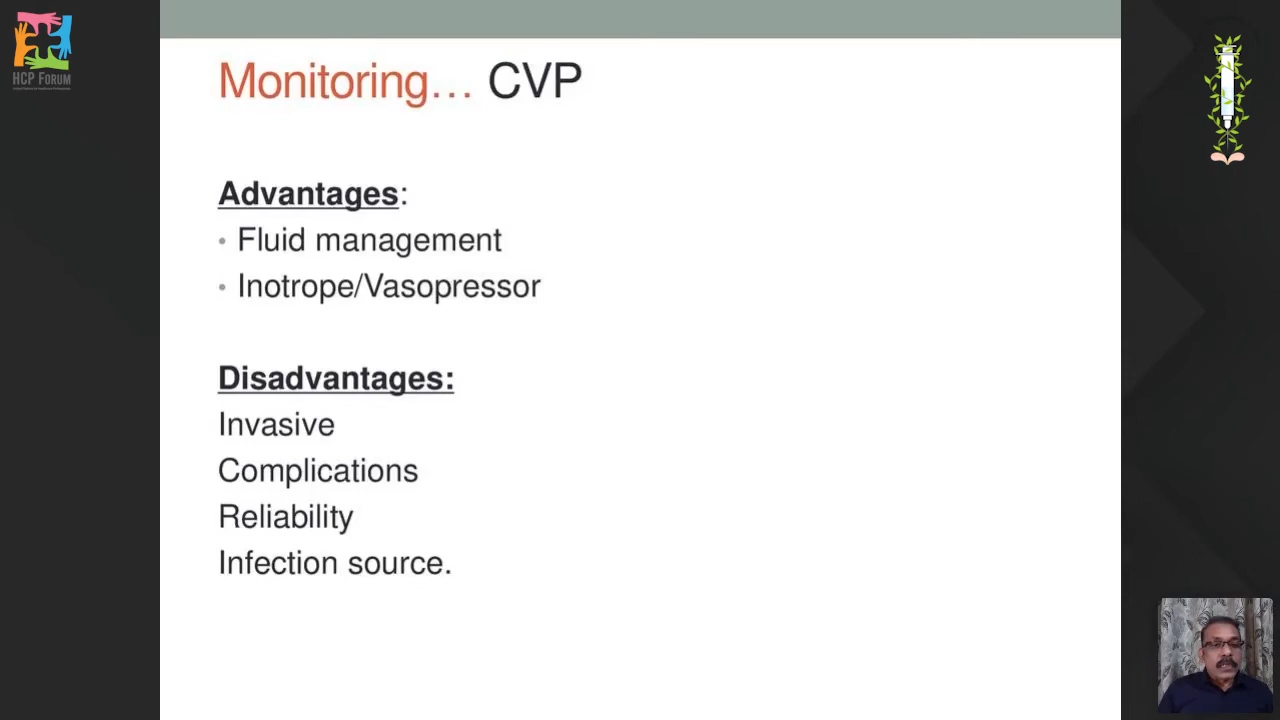 HCP FORUM
Monitoring... CVP
Advantages:
• Fluid management
• Inotrope/Vasopressor
Disadvantages:
Invasive
Complications
Reliability
Infection source.